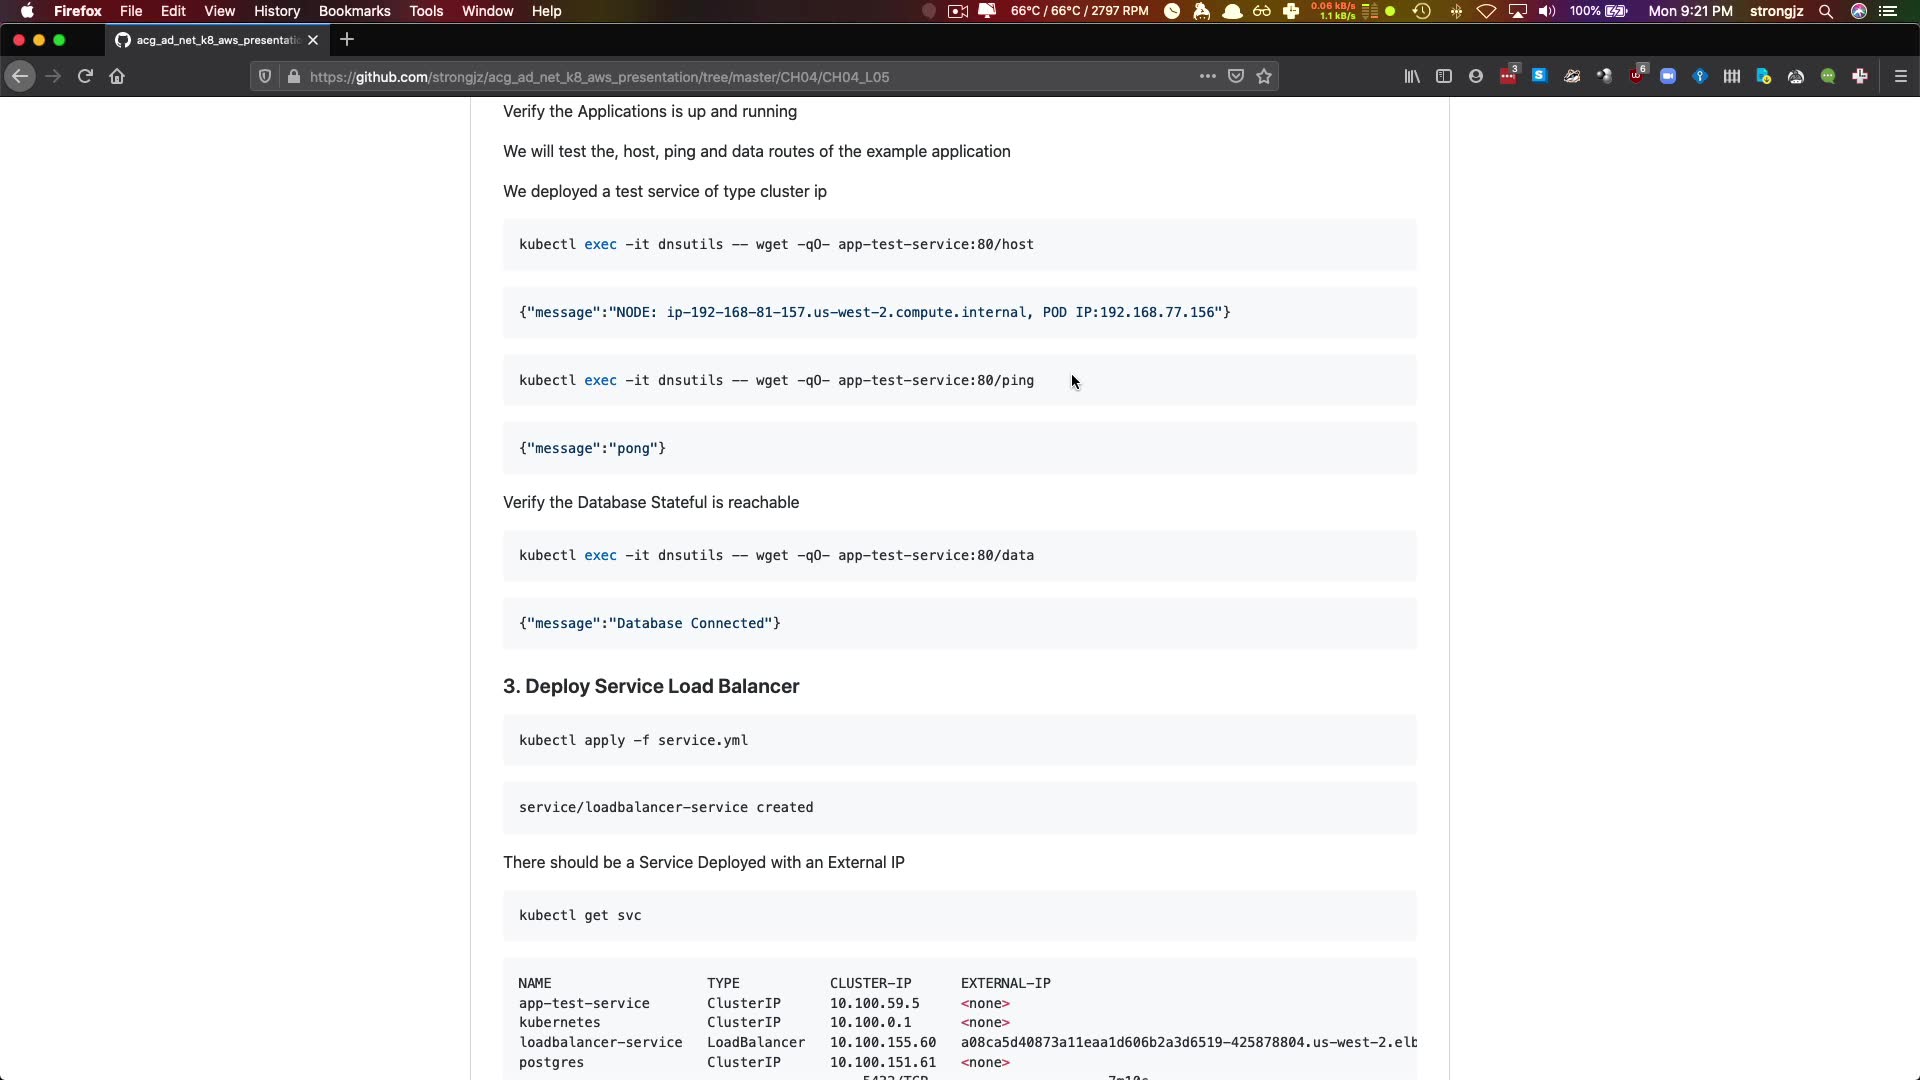 Firefox File Edit View History Bookmarks Tools Window Help 66°C / 66°C / 2797 RPM 0.06 kB/s 1.1 kB/s 100% Mon 9:21 PM strongjz
acg_ad_net_k8_aws_presentatio
https://github.com/strongjz/acg_ad_net_k8_aws_presentation/tree/master/CH04/CH04_L05 3 6
Verify the Applications is up and running
We will test the, host, ping and data routes of the example application
We deployed a test service of type cluster ip
kubectl exec -it dnsutils -- wget -qO- app-test-service:80/host
{"message":"NODE: ip-192-168-81-157.us-west-2.compute.internal, POD IP:192.168.77.156"}
kubectl exec -it dnsutils -- wget -qO- app-test-service:80/ping
{"message":"pong"}
Verify the Database Stateful is reachable
kubectl exec -it dnsutils -- wget -qO- app-test-service:80/data
{"message":"Database Connected"}
3. Deploy Service Load Balancer
kubectl apply -f service.yml
service/loadbalancer-service created
There should be a Service Deployed with an External IP
kubectl get svc
NAME TYPE CLUSTER-IP EXTERNAL-IP
app-test-service ClusterIP 10.100.59.5 <none>
kubernetes ClusterIP 10.100.0.1 <none>
loadbalancer-service LoadBalancer 10.100.155.60 a08ca5d40873a11eaa1d606b2a3d6519-425878804.us-west-2.elb
postgres ClusterIP 10.100.151.61 <none>